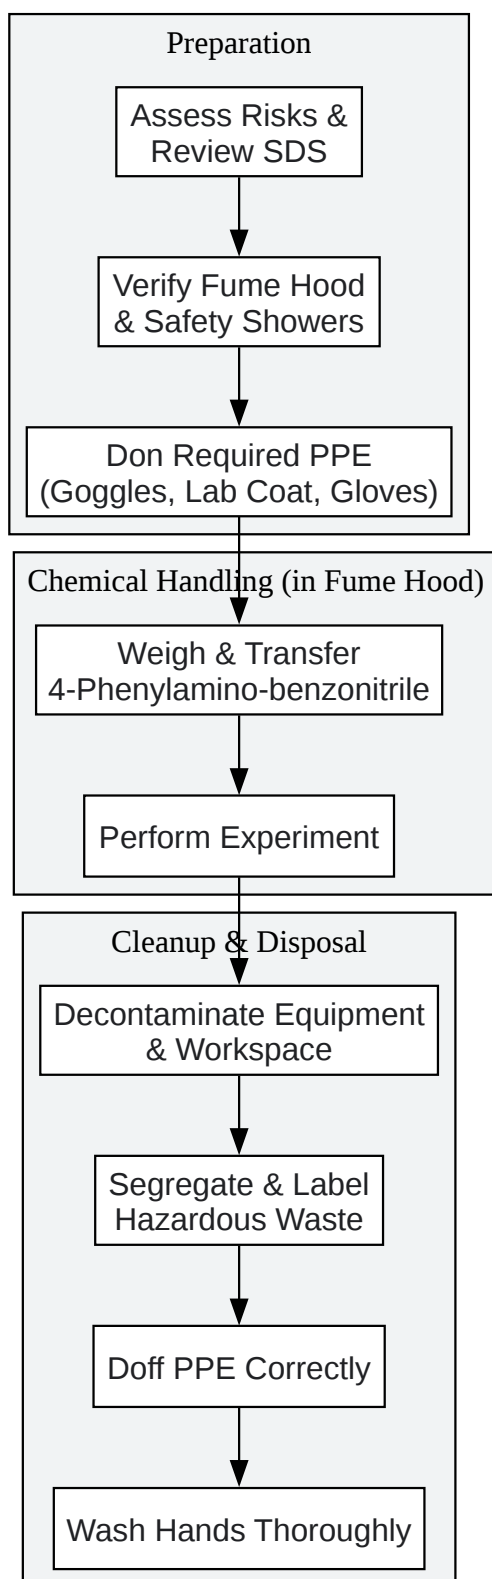 Preparation
Assess Risks &
Review SDS
Verify Fume Hood
& Safety Showers
Don Required PPE
(Goggles, Lab Coat, Gloves)
Chemical Handling (in Fume Hood)
Weigh & Transfer
4-Phenylamino-benzonitrile
Perform Experiment
Cleanup & Disposal
Decontaminate Equipment
& Workspace
Segregate & Label
Hazardous Waste
Doff PPE Correctly
Wash Hands Thoroughly